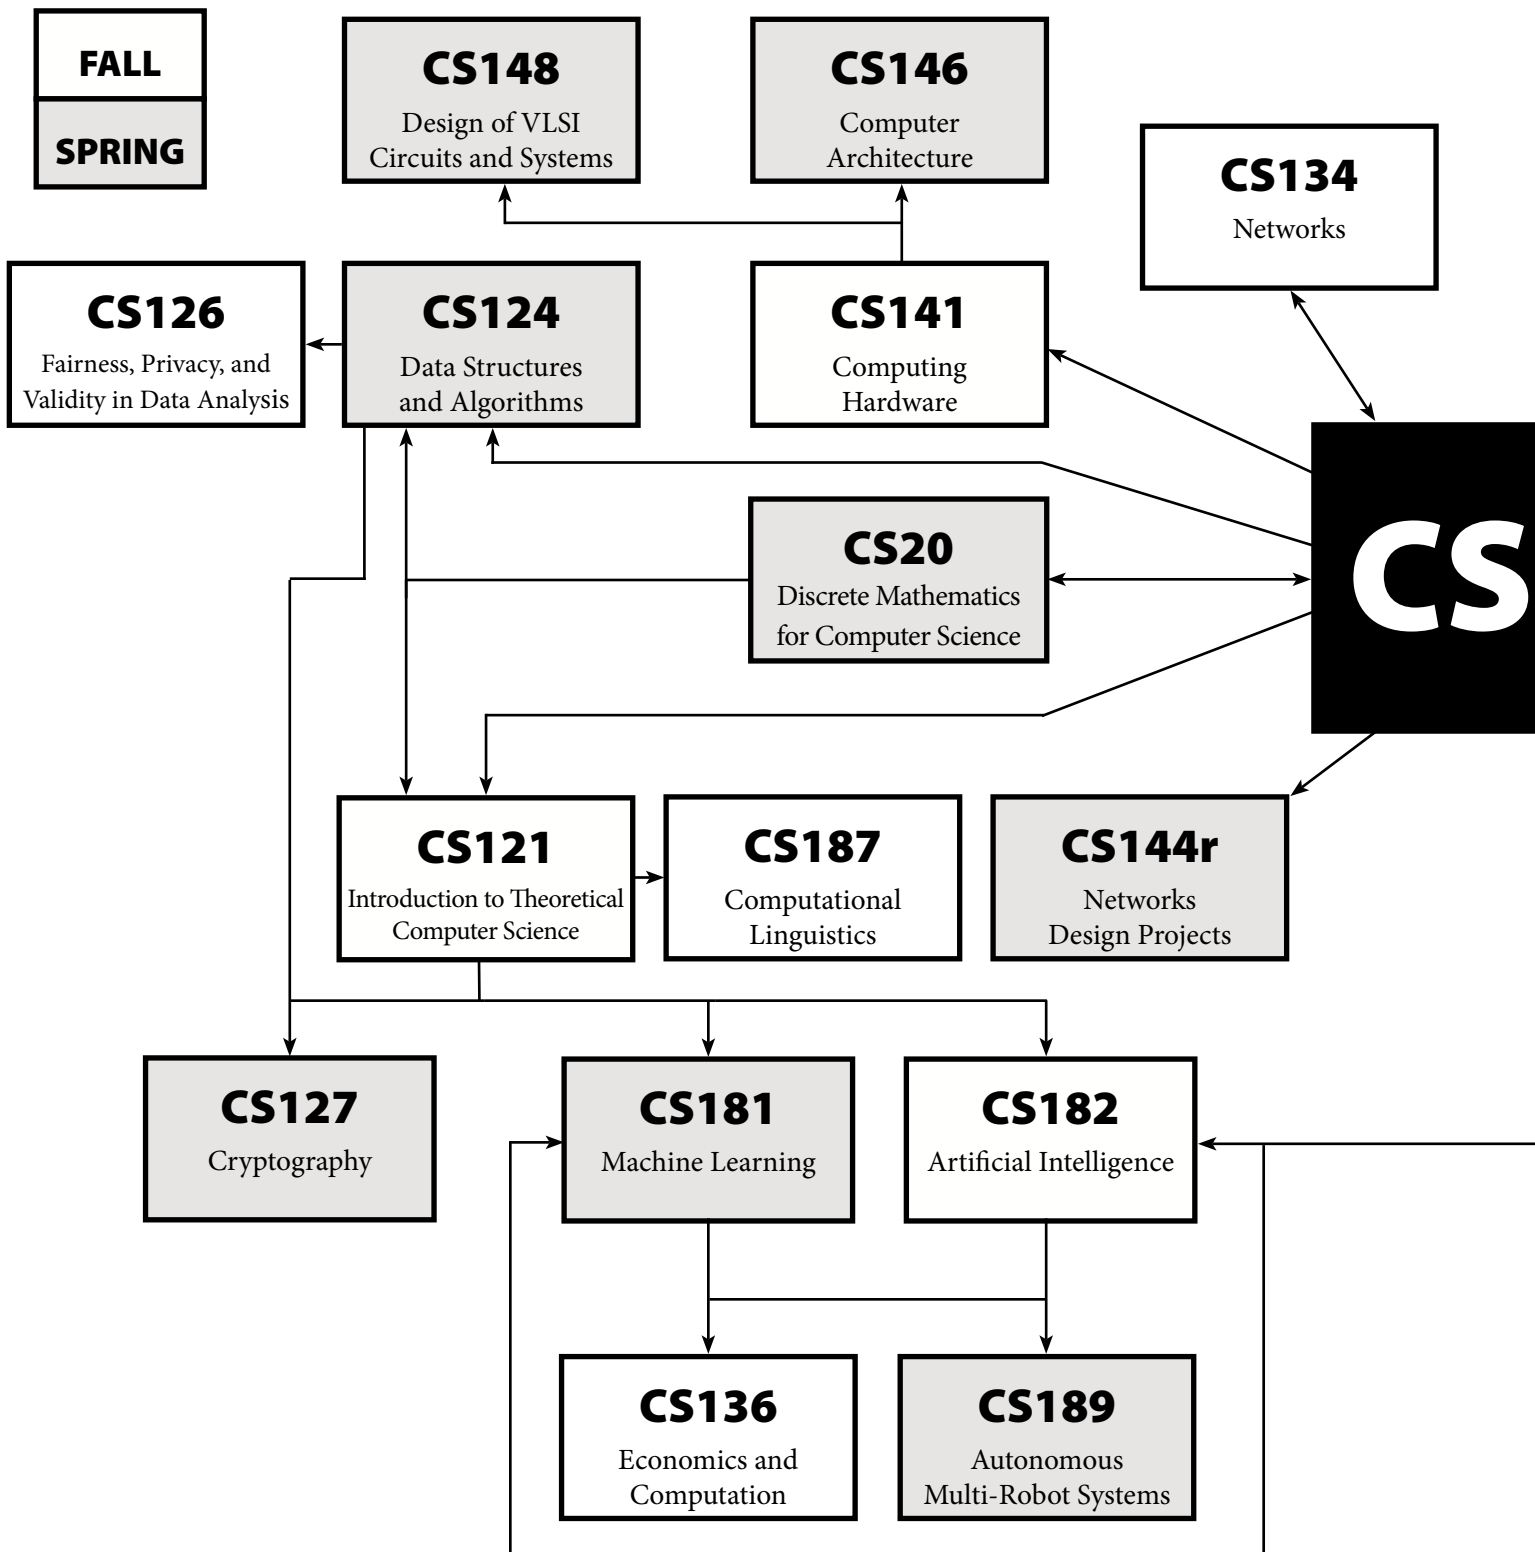 FALL
SPRING
CS148
Design of VLSI
Circuits and Systems
CS146
Computer
Architecture
CS134
Networks
CS126
Fairness, Privacy, and
Validity in Data Analysis
CS124
Data Structures
and Algorithms
CS141
Computing
Hardware
CS20
Discrete Mathematics
for Computer Science
CS
CS121
Introduction to Theoretical
Computer Science
CS187
Computational
Linguistics
CS144r
Networks
Design Projects
CS127
Cryptography
CS181
Machine Learning
CS182
Artificial Intelligence
CS136
Economics and
Computation
CS189
Autonomous
Multi-Robot Systems